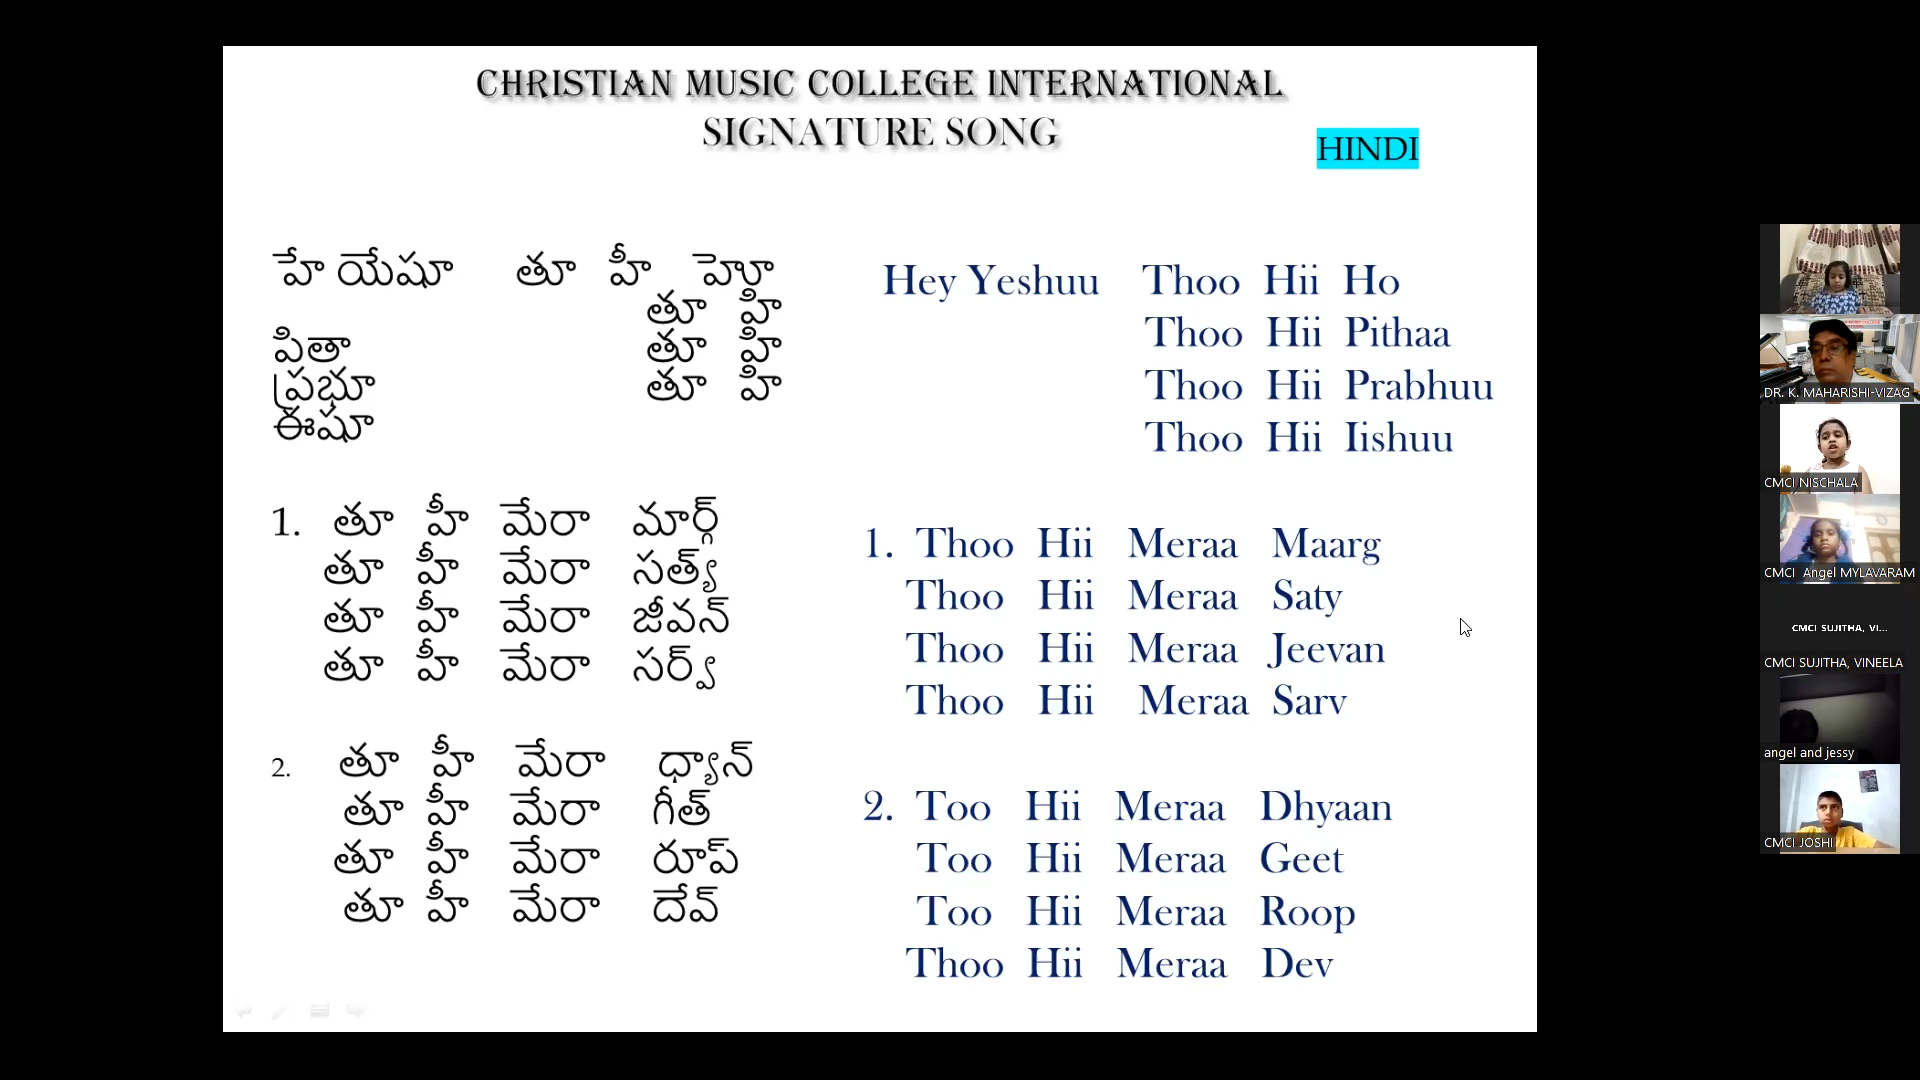 CHRISTIAN MUSIC COLLEGE INTERNATIONAL
SIGNATURE SONG
HINDI
హే యేషూ తూ హీ హెూ
తూ హి
పితా తూ హి
ప్రభూ తూ హి
ఈషూ
1. తూ హీ మేరా మార్గ్
తూ హీ మేరా సత్య్
తూ హీ మేరా జీవన్
తూ హీ మేరా సర్వ్
2. తూ హీ మేరా ధ్యాన్
తూ హీ మేరా గీత్
తూ హీ మేరా రూప్
తూ హీ మేరా దేవ్
Hey Yeshuu Thoo Hii Ho
Thoo Hii Pithaa
Thoo Hii Prabhuu
Thoo Hii Iishuu
1. Thoo Hii Meraa Maarg
Thoo Hii Meraa Saty
Thoo Hii Meraa Jeevan
Thoo Hii Meraa Sarv
2. Too Hii Meraa Dhyaan
Too Hii Meraa Geet
Too Hii Meraa Roop
Thoo Hii Meraa Dev
DR. K. MAHARISHI-VIZAG
CMCI NISCHALA
CMCI Angel MYLAVARAM
CMCI SUJITHA, VI...
CMCI SUJITHA, VINEELA
angel and jessy
CMCI JOSHI